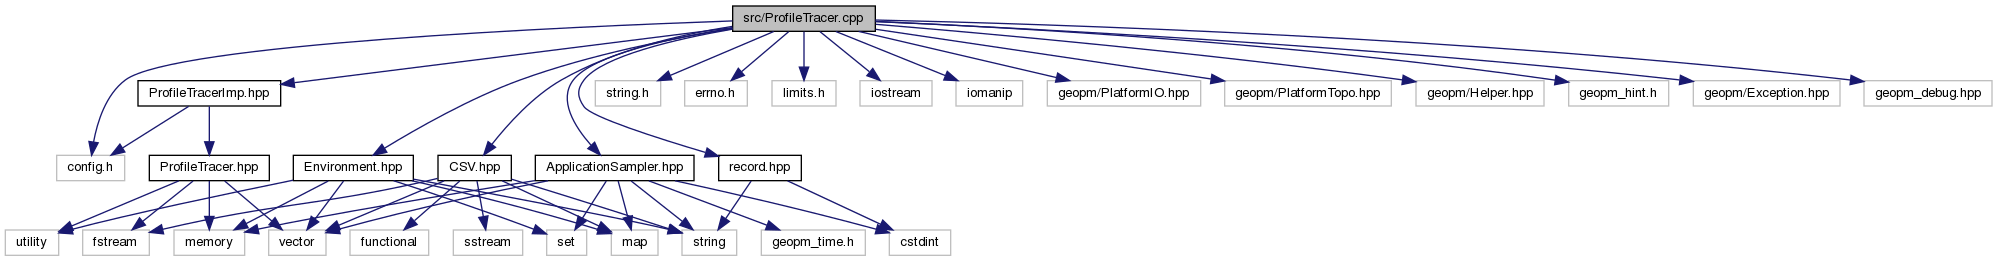 src/ProfileTracer.cpp
ProfileTracerImp.hpp
string.h
errno.h
limits.h
iostream
iomanip
geopm/PlatformIO.hpp
geopm/PlatformTopo.hpp
geopm/Helper.hpp
geopm_hint.h
geopm/Exception.hpp
geopm_debug.hpp
config.h
ProfileTracer.hpp
Environment.hpp
CSV.hpp
ApplicationSampler.hpp
record.hpp
utility
fstream
memory
vector
functional
sstream
set
map
string
geopm_time.h
cstdint